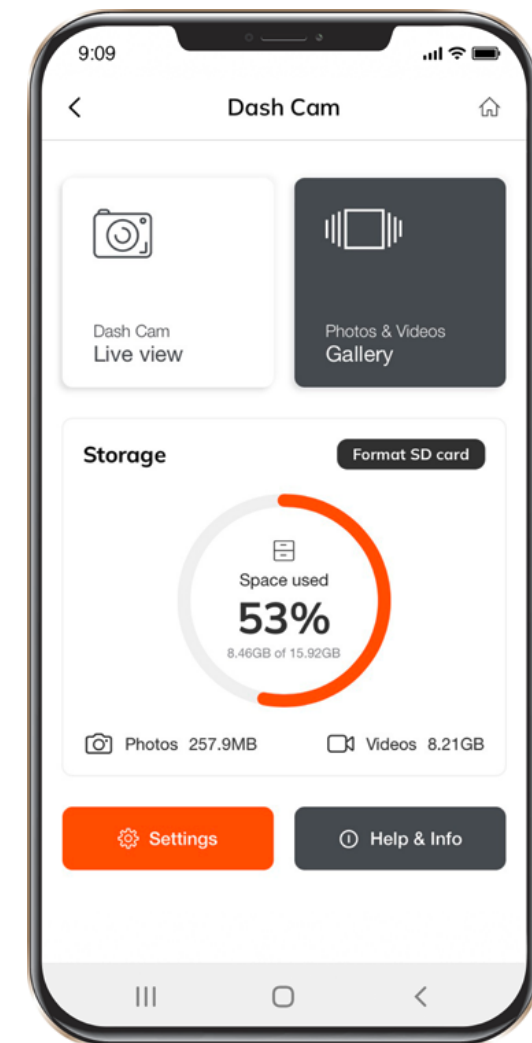 9:09
Dash Cam
Dash Cam
Live view
Photos & Videos
Gallery
Storage
Format SD card
Space used
53%
8.46GB of 15.92GB
Photos 257.9MB
Videos 8.21GB
Settings
Help & Info